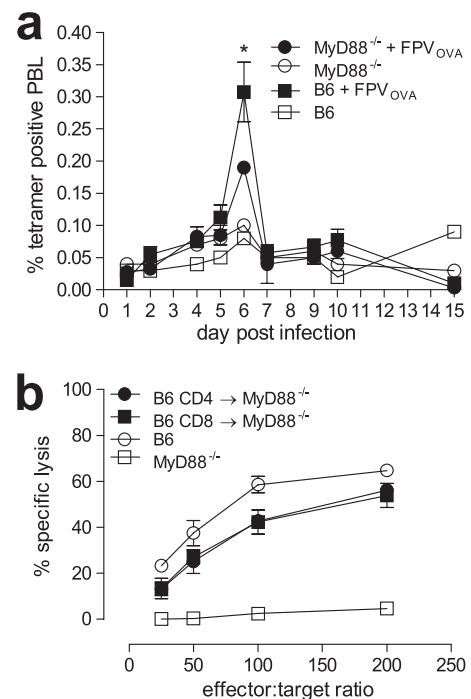 a
% tetramer positive PBL
0.40
0.35
0.30
0.25
0.20
0.15
0.10
0.05
0.00
*
MyD88-/- + FPVOVA
MyD88-/-
B6 + FPVOVA
B6
1 2 3 4 5 6 7 8 9 10 11 12 13 14 15
day post infection
b
% specific lysis
100
80
60
40
20
0
B6 CD4 → MyD88-/-
B6 CD8 → MyD88-/-
B6
MyD88-/-
0 50 100 150 200 250
effector:target ratio